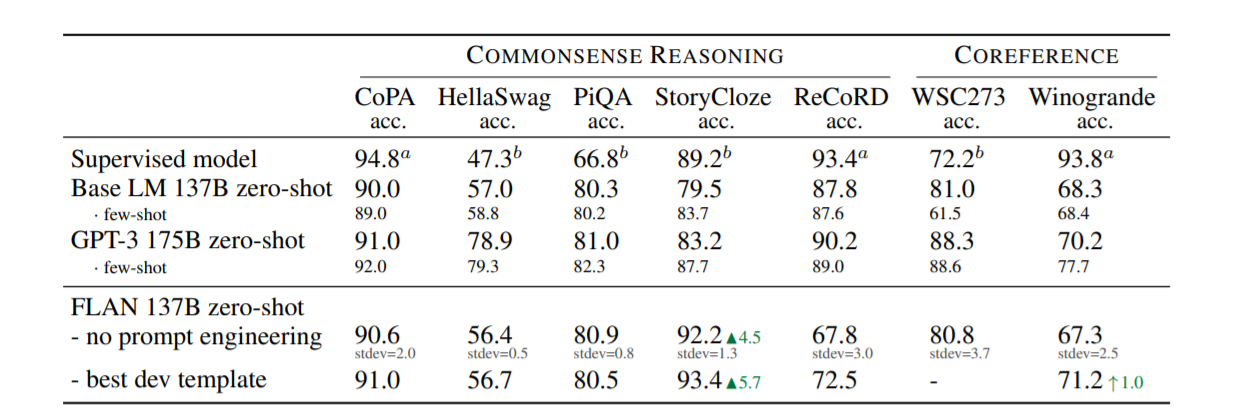 COMMONSENSE REASONING COREFERENCE
CoPA HellaSwag PiQA StoryCloze ReCoRD WSC273 Winogrande
acc. acc. acc. acc. acc. acc. acc.
Supervised model 94.8a 47.3b 66.8b 89.2b 93.4a 72.2b 93.8a
Base LM 137B zero-shot 90.0 57.0 80.3 79.5 87.8 81.0 68.3
· few-shot 89.0 58.8 80.2 83.7 87.6 61.5 68.4
GPT-3 175B zero-shot 91.0 78.9 81.0 83.2 90.2 88.3 70.2
· few-shot 92.0 79.3 82.3 87.7 89.0 88.6 77.7
FLAN 137B zero-shot
- no prompt engineering 90.6 56.4 80.9 92.2 ▲4.5 67.8 80.8 67.3
stdev=2.0 stdev=0.5 stdev=0.8 stdev=1.3 stdev=3.0 stdev=3.7 stdev=2.5
- best dev template 91.0 56.7 80.5 93.4 ▲5.7 72.5 - 71.2 ↑1.0